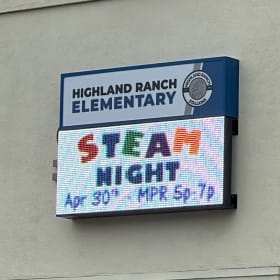 HIGHLAND RANCH
ELEMENTARY
STEAM
NIGHT
Apr 30th - MPR 5p-7p